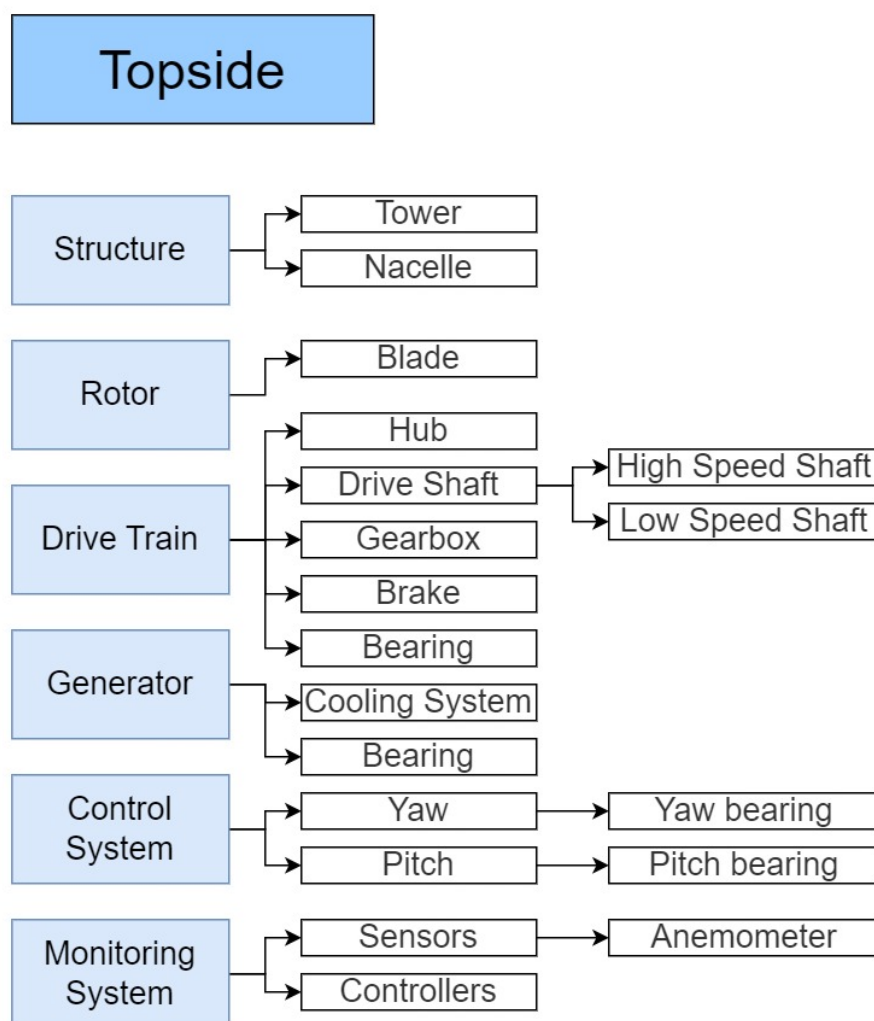 Topside
Structure
Tower
Nacelle
Rotor
Blade
Drive Train
Hub
Drive Shaft
High Speed Shaft
Low Speed Shaft
Gearbox
Brake
Bearing
Generator
Cooling System
Bearing
Control
System
Yaw
Yaw bearing
Pitch
Pitch bearing
Monitoring
System
Sensors
Anemometer
Controllers